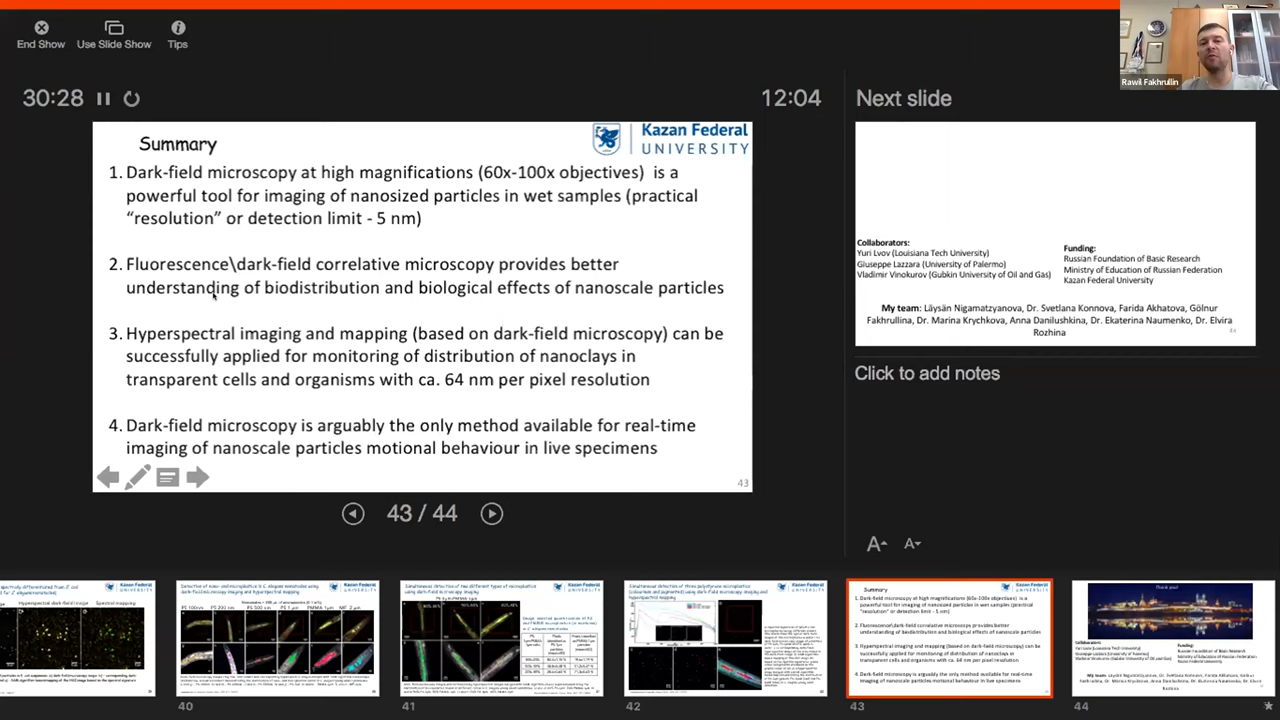 End Show
Use Slide Show
Tips
Rawil Fakhrullin
30:28
12:04
Next slide
Summary
Kazan Federal
UNIVERSITY
1. Dark-field microscopy at high magnifications (60x-100x objectives) is a
powerful tool for imaging of nanosized particles in wet samples (practical
"resolution" or detection limit - 5 nm)
2. Fluorescence\dark-field correlative microscopy provides better
understanding of biodistribution and biological effects of nanoscale particles
3. Hyperspectral imaging and mapping (based on dark-field microscopy) can be
successfully applied for monitoring of distribution of nanoclays in
transparent cells and organisms with ca. 64 nm per pixel resolution
4. Dark-field microscopy is arguably the only method available for real-time
imaging of nanoscale particles motional behaviour in live specimens
43
Collaborators:
Yuri Lvov (Louisiana Tech University)
Giuseppe Lazzara (University of Palermo)
Vladimir Vinokurov (Gubkin University of Oil and Gas)
Funding:
Russian Foundation of Basic Research
Ministry of Education of Russian Federation
Kazan Federal University
My team: Läysän Nigamatzyanova, Dr. Svetlana Konnova, Farida Akhatova, Gölnur
Fakhrullina, Dr. Marina Krychkova, Anna Danilushkina, Dr. Ekaterina Naumenko, Dr. Elvira
Rozhina
44
Click to add notes
43 / 44
A
A
40
41
42
43
44
Summary
Thank you!